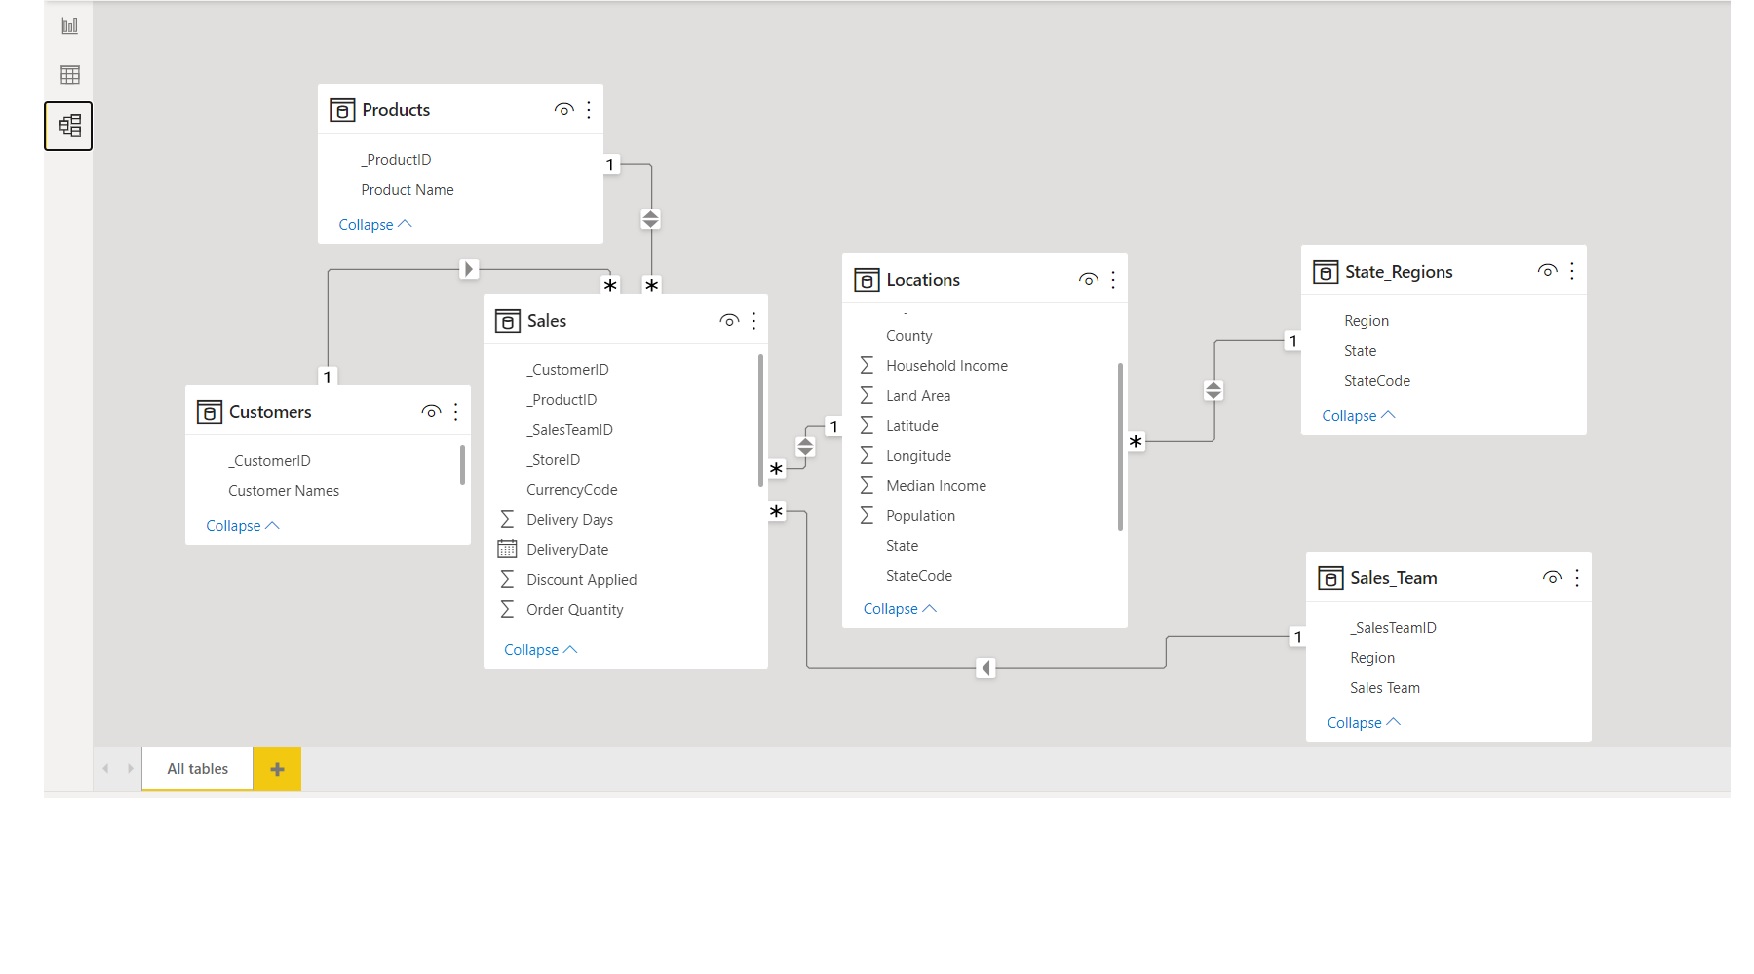 Products
_ProductID
Product Name
Collapse
1
*
*
1
Customers
_CustomerID
Customer Names
Collapse
Sales
_CustomerID
_ProductID
_SalesTeamID
_StoreID
CurrencyCode
Delivery Days
DeliveryDate
Discount Applied
Order Quantity
Collapse
*
1
*
Locations
County
Household Income
Land Area
Latitude
Longitude
Median Income
Population
State
StateCode
Collapse
*
1
State_Regions
Region
State
StateCode
Collapse
1
Sales_Team
_SalesTeamID
Region
Sales Team
Collapse
All tables